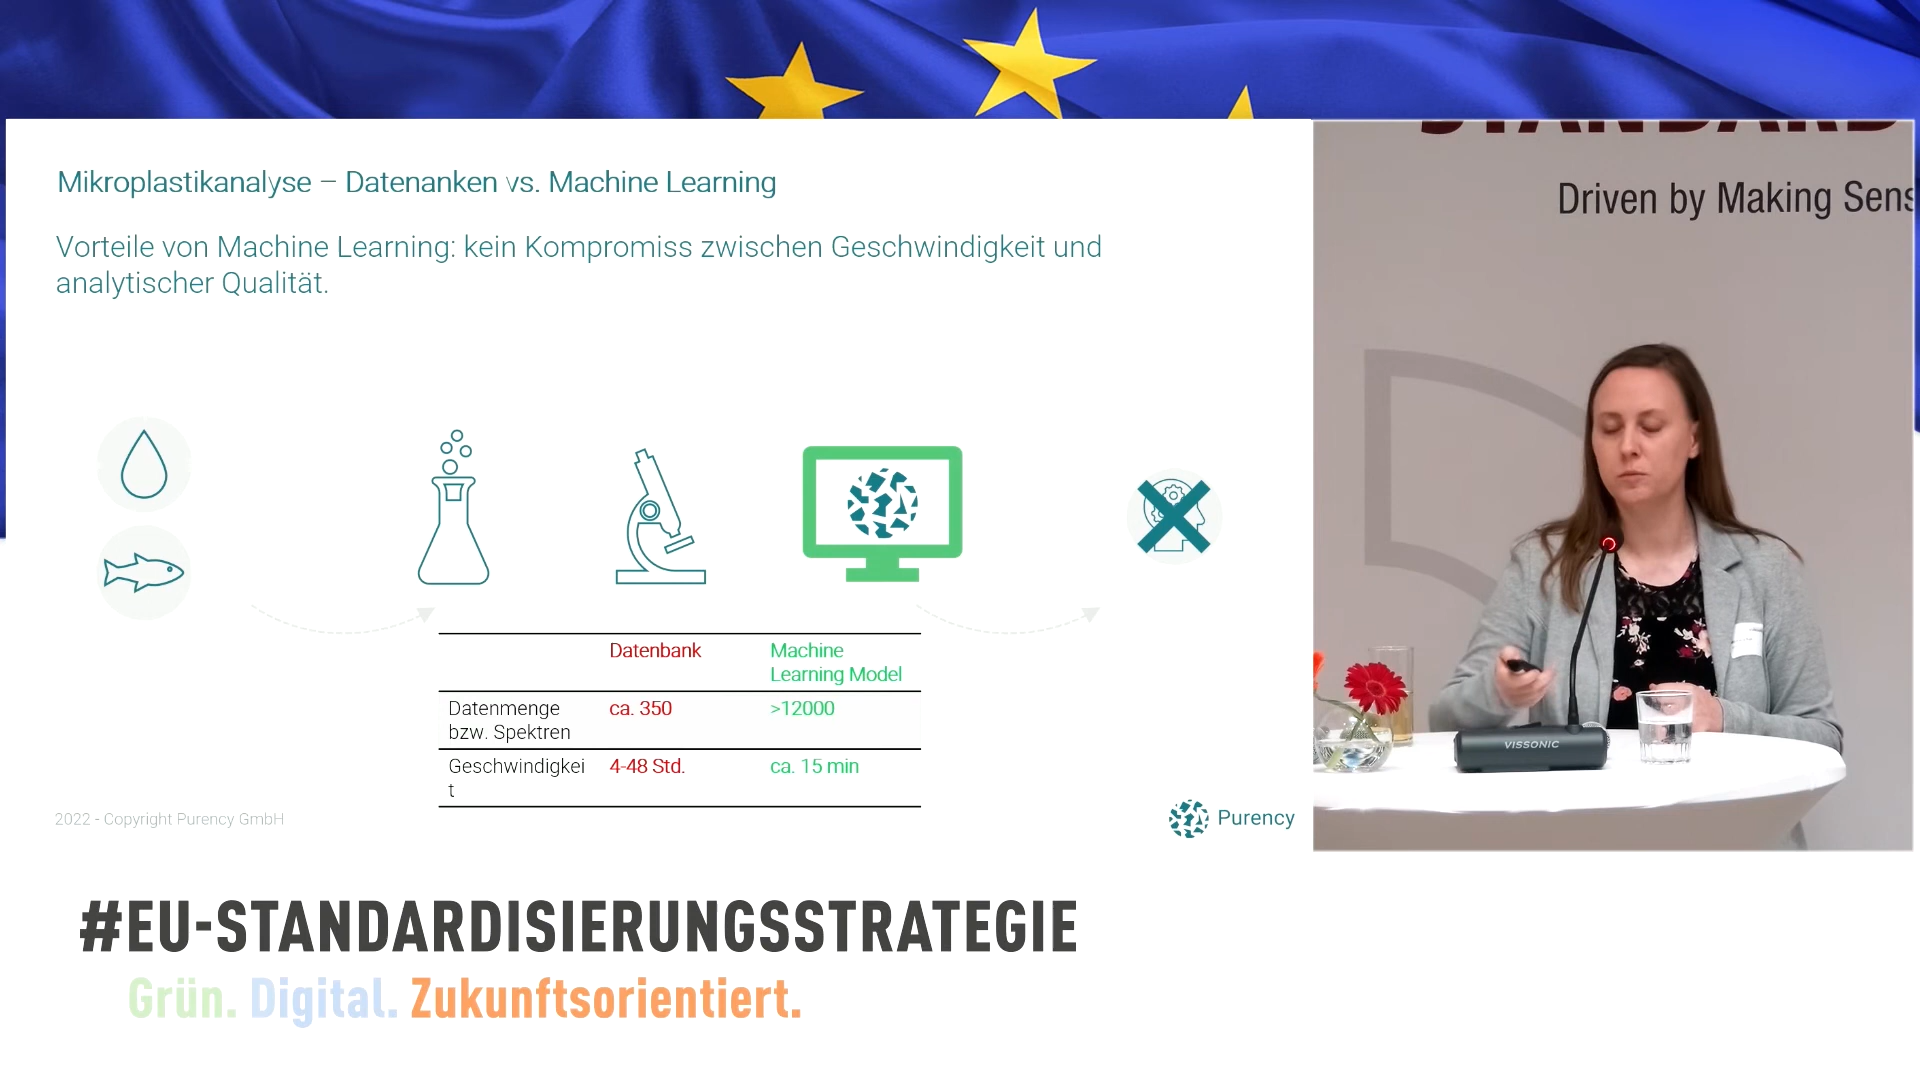 Mikroplastikanalyse – Datenanken vs. Machine Learning
Vorteile von Machine Learning: kein Kompromiss zwischen Geschwindigkeit und
analytischer Qualität.
Datenbank
Machine
Learning Model
Datenmenge
bzw. Spektren
ca. 350
>12000
Geschwindigkei
t
4-48 Std.
ca. 15 min
2022 - Copyright Purency GmbH
Purency
Driven by Making Sens
VISSONIC
#EU-STANDARDISIERUNGSSTRATEGIE
Grün. Digital. Zukunftsorientiert.